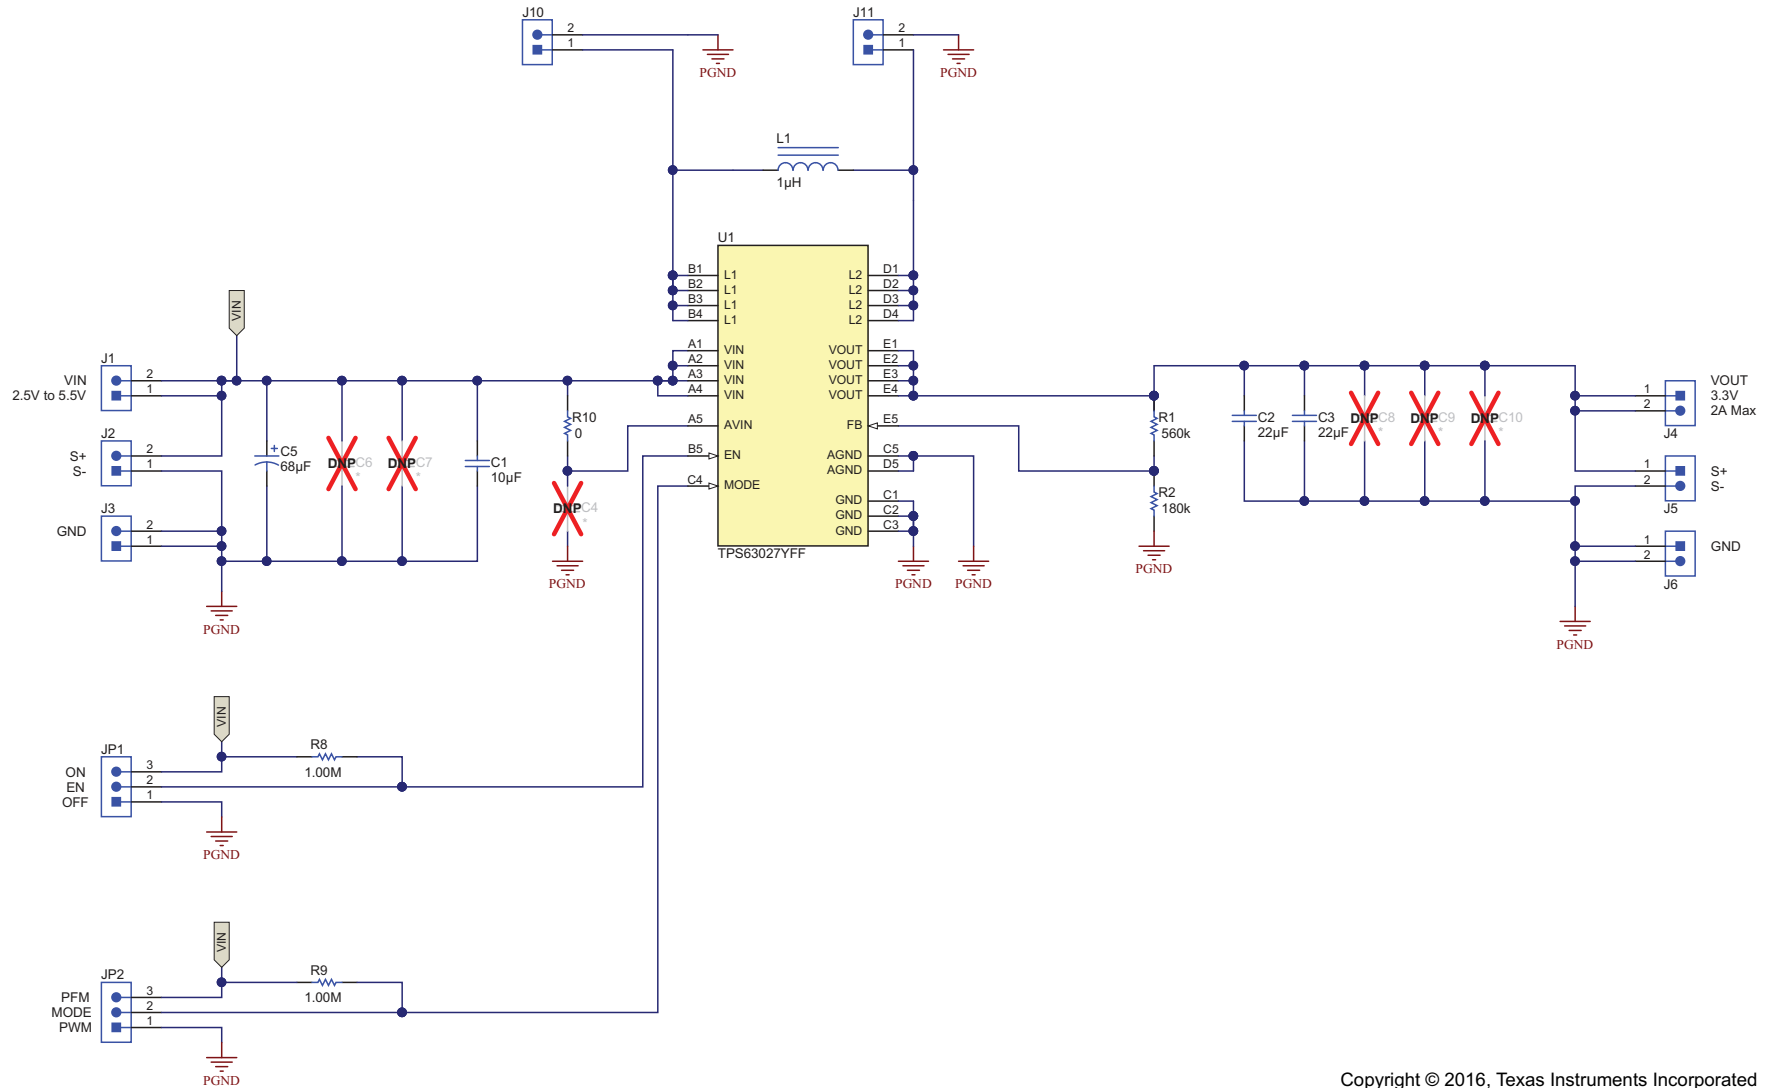 J10
2
1
PGND
J11
2
1
PGND
L1
1µH
U1
B1 L1
B2 L1
B3 L1
B4 L1
A1 VIN
A2 VIN
A3 VIN
A4 VIN
A5 AVIN
B5 EN
C4 MODE
L2 D1
L2 D2
L2 D3
L2 D4
VOUT E1
VOUT E2
VOUT E3
VOUT E4
FB E5
AGND C5
AGND D5
GND C1
GND C2
GND C3
TPS63027YFF
PGND
PGND
VIN
J1
VIN 2
2.5V to 5.5V 1
J2
S+ 2
S- 1
J3
GND 2
1
PGND
+
C5
68µF
DNP C6
*
DNP C7
*
C1
10µF
R10
0
DNP C4
*
PGND
R1
560k
R2
180k
PGND
C2
22µF
C3
22µF
DNP C8
*
DNP C9
*
DNP C10
*
VOUT
1 3.3V
2 2A Max
J4
1 S+
2 S-
J5
1 GND
2
J6
PGND
VIN
JP1
ON 3
EN 2
OFF 1
R8
1.00M
PGND
VIN
JP2
PFM 3
MODE 2
PWM 1
R9
1.00M
PGND
Copyright © 2016, Texas Instruments Incorporated